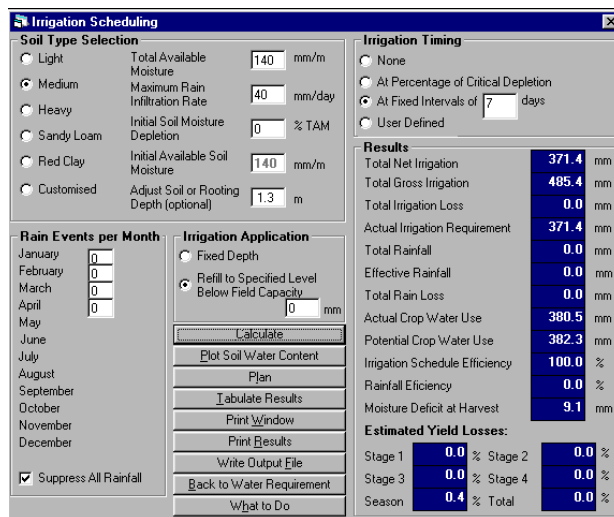 Irrigation Scheduling
Soil Type Selection
Light
Medium
Heavy
Sandy Loam
Red Clay
Customised
Total Available Moisture 140 mm/m
Maximum Rain Infiltration Rate 40 mm/day
Initial Soil Moisture Depletion 0 % TAM
Initial Available Soil Moisture 140 mm/m
Adjust Soil or Rooting Depth (optional) 1.3 m
Irrigation Timing
None
At Percentage of Critical Depletion
At Fixed Intervals of 7 days
User Defined
Rain Events per Month
January 0
February 0
March 0
April 0
May
June
July
August
September
October
November
December
Suppress All Rainfall
Irrigation Application
Fixed Depth
Refill to Specified Level
Below Field Capacity
0 mm
Calculate
Plot Soil Water Content
Plan
Tabulate Results
Print Window
Print Results
Write Output File
Back to Water Requirement
What to Do
Results
Total Net Irrigation 371.4 mm
Total Gross Irrigation 485.4 mm
Total Irrigation Loss 0.0 mm
Actual Irrigation Requirement 371.4 mm
Total Rainfall 0.0 mm
Effective Rainfall 0.0 mm
Total Rain Loss 0.0 mm
Actual Crop Water Use 380.5 mm
Potential Crop Water Use 382.3 mm
Irrigation Schedule Efficiency 100.0 %
Rainfall Eficiency 0.0 %
Moisture Deficit at Harvest 9.1 mm
Estimated Yield Losses:
Stage 1 0.0 % Stage 2 0.0 %
Stage 3 0.0 % Stage 4 0.0 %
Season 0.4 % Total 0.0 %